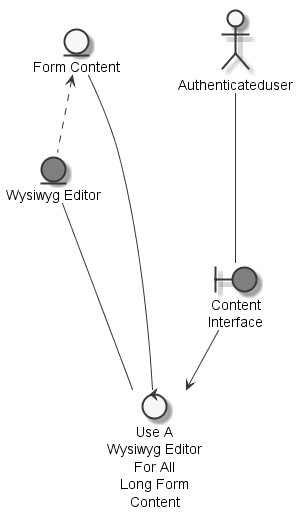 Form Content
Authenticateduser
Wysiwyg Editor
Content
Interface
Use A
Wysiwyg Editor
For All
Long Form
Content